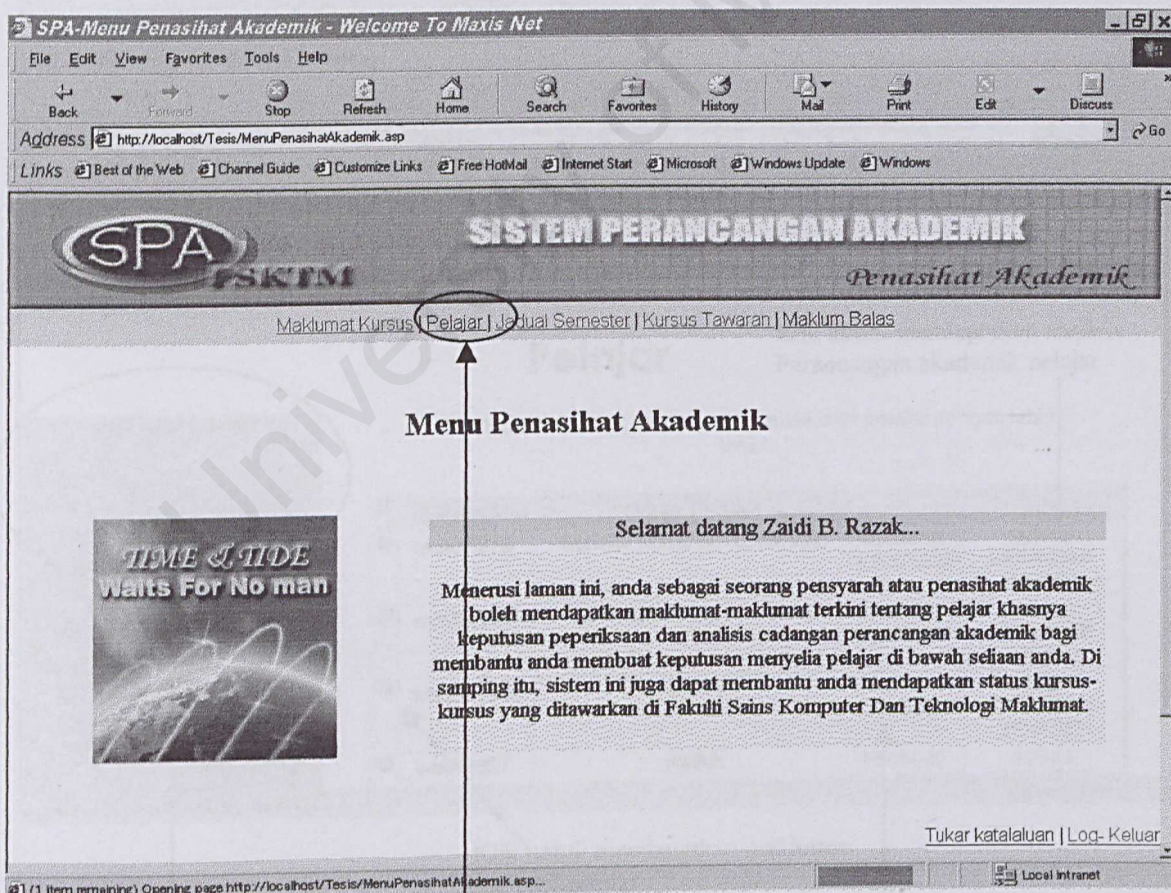 SPA-Menu Penasihat Akademik - Welcome To Maxis Net
File Edit View Favorites Tools Help
Back Forward Stop Refresh Home Search Favorites History Mail Print Edit Discuss
Address http://localhost/Tesis/MenuPenasihatAkademik.asp Go
Links Best of the Web Channel Guide Customize Links Free HotMail Internet Start Microsoft Windows Update Windows
SPA
FSKTM
SISTEM PERANCANGAN AKADEMIK
Penasihat Akademik
Maklumat Kursus | Pelajar | Jadual Semester | Kursus Tawaran | Maklum Balas
Menu Penasihat Akademik
TIME & TIDE
Waits For No man
Selamat datang Zaidi B. Razak...
Menerusi laman ini, anda sebagai seorang pensyarah atau penasihat akademik
boleh mendapatkan maklumat-maklumat terkini tentang pelajar khasnya
keputusan peperiksaan dan analisis cadangan perancangan akademik bagi
membantu anda membuat keputusan menyelia pelajar di bawah seliaan anda. Di
samping itu, sistem ini juga dapat membantu anda mendapatkan status kursus-
kursus yang ditawarkan di Fakulti Sains Komputer Dan Teknologi Maklumat.
Tukar katalaluan | Log- Keluar
(1 item remaining) Opening page http://localhost/Tesis/MenuPenasihatAkademik.asp...
Local intranet